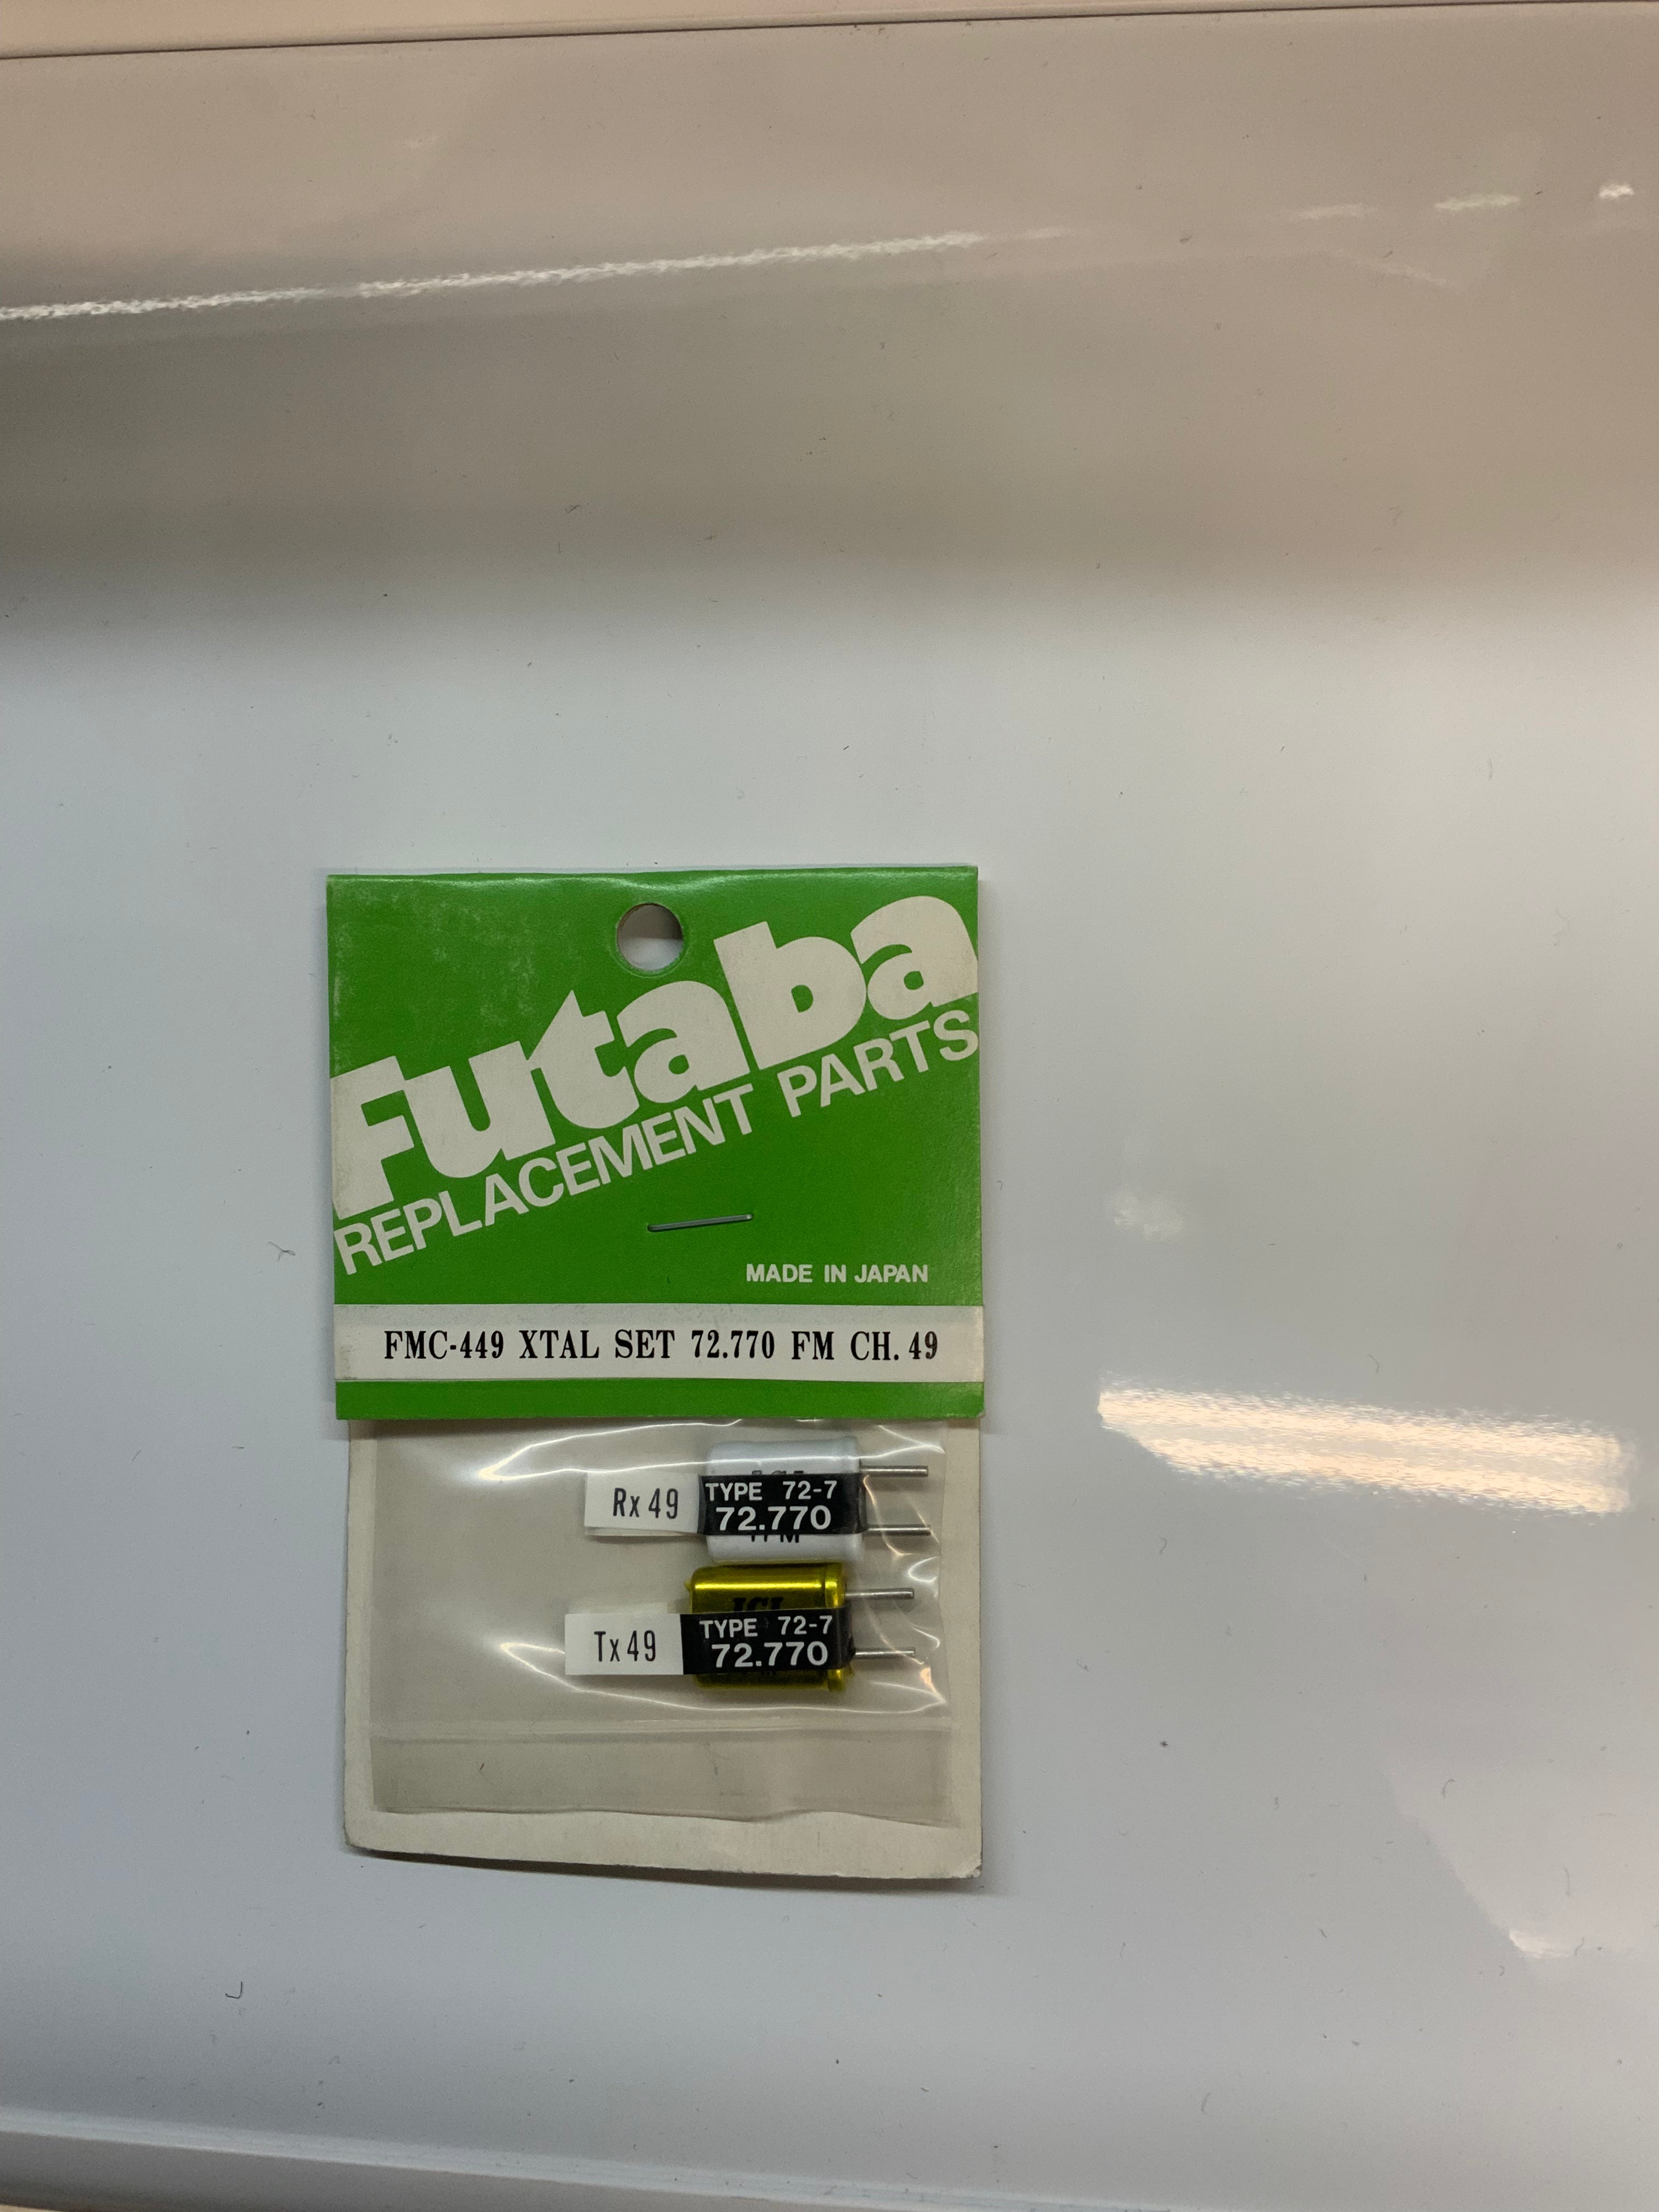 Futaba
REPLACEMENT PARTS
MADE IN JAPAN
FMC-449 XTAL SET 72.770 FM CH. 49
Rx 49
TYPE 72-7
72.770
Tx 49
TYPE 72-7
72.770